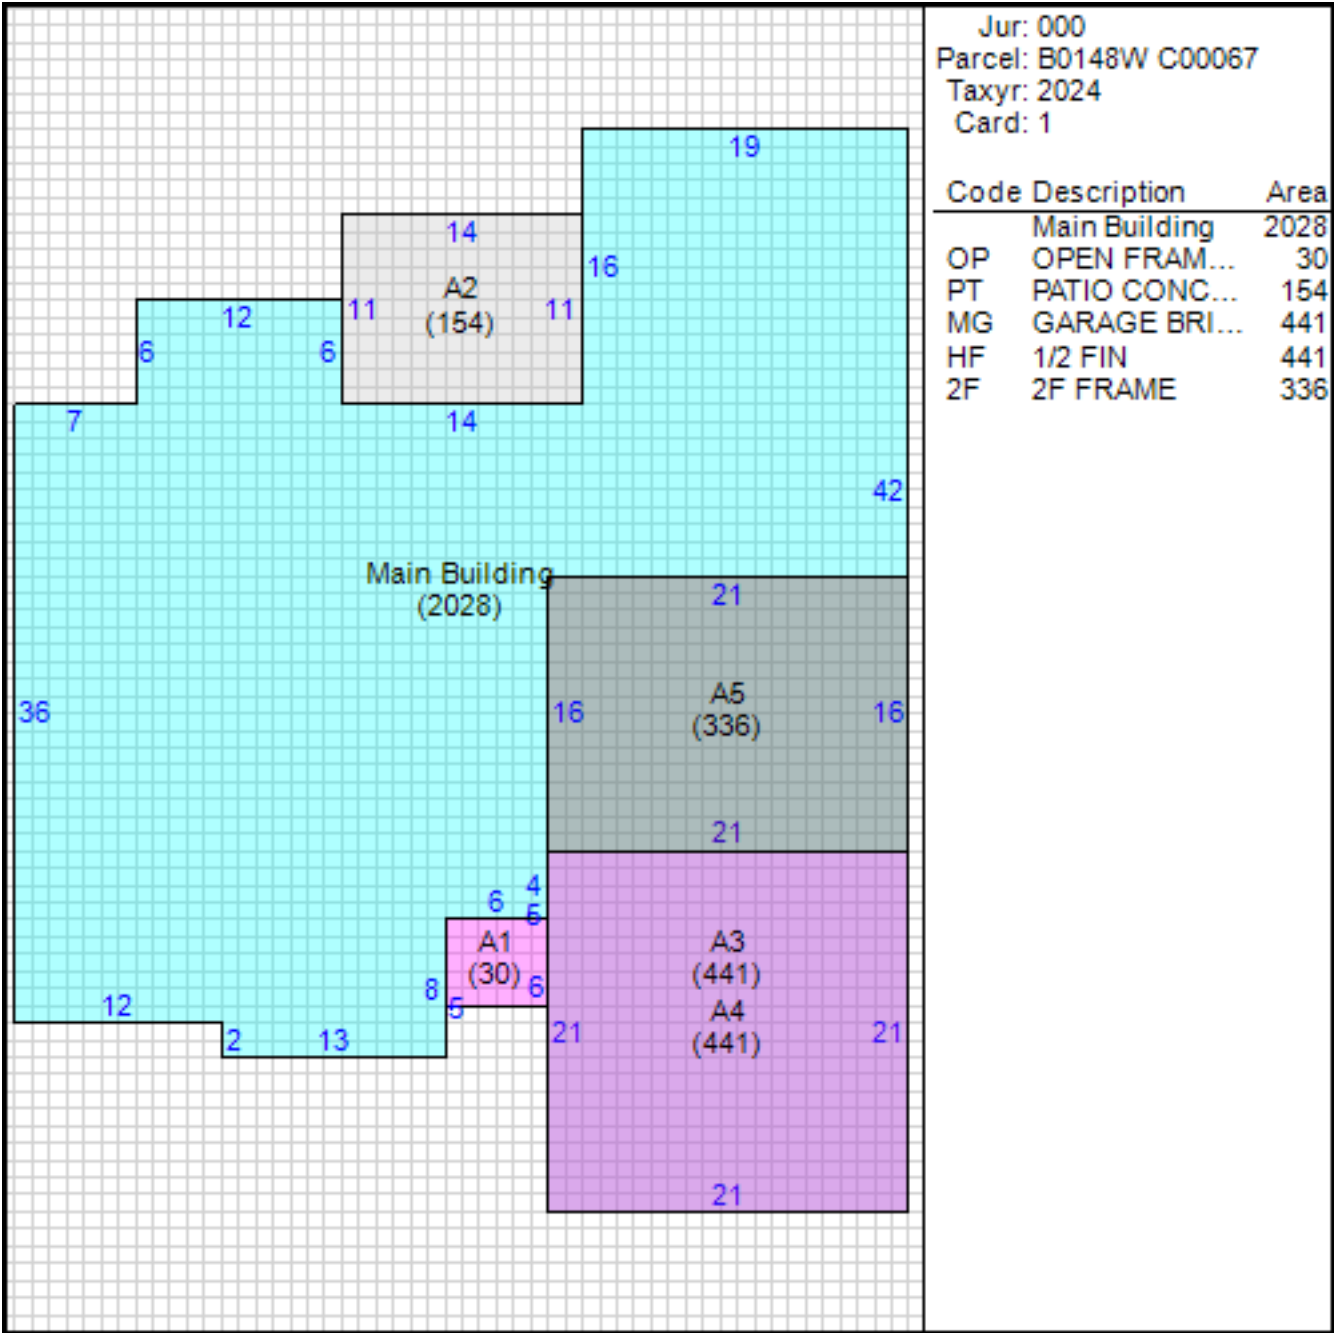 Jur: 000
Parcel: B0148W C00067
Taxyr: 2024
Card: 1
Code Description Area
Main Building 2028
OP OPEN FRAM... 30
PT PATIO CONC... 154
MG GARAGE BRI... 441
HF 1/2 FIN 441
2F 2F FRAME 336
19
14
16
A2
(154)
11
11
12
6
6
7
14
42
Main Building
(2028)
21
36
16
A5
(336)
16
21
4
6
5
A1
(30)
6
8
5
A3
(441)
A4
(441)
12
2
13
21
21
21